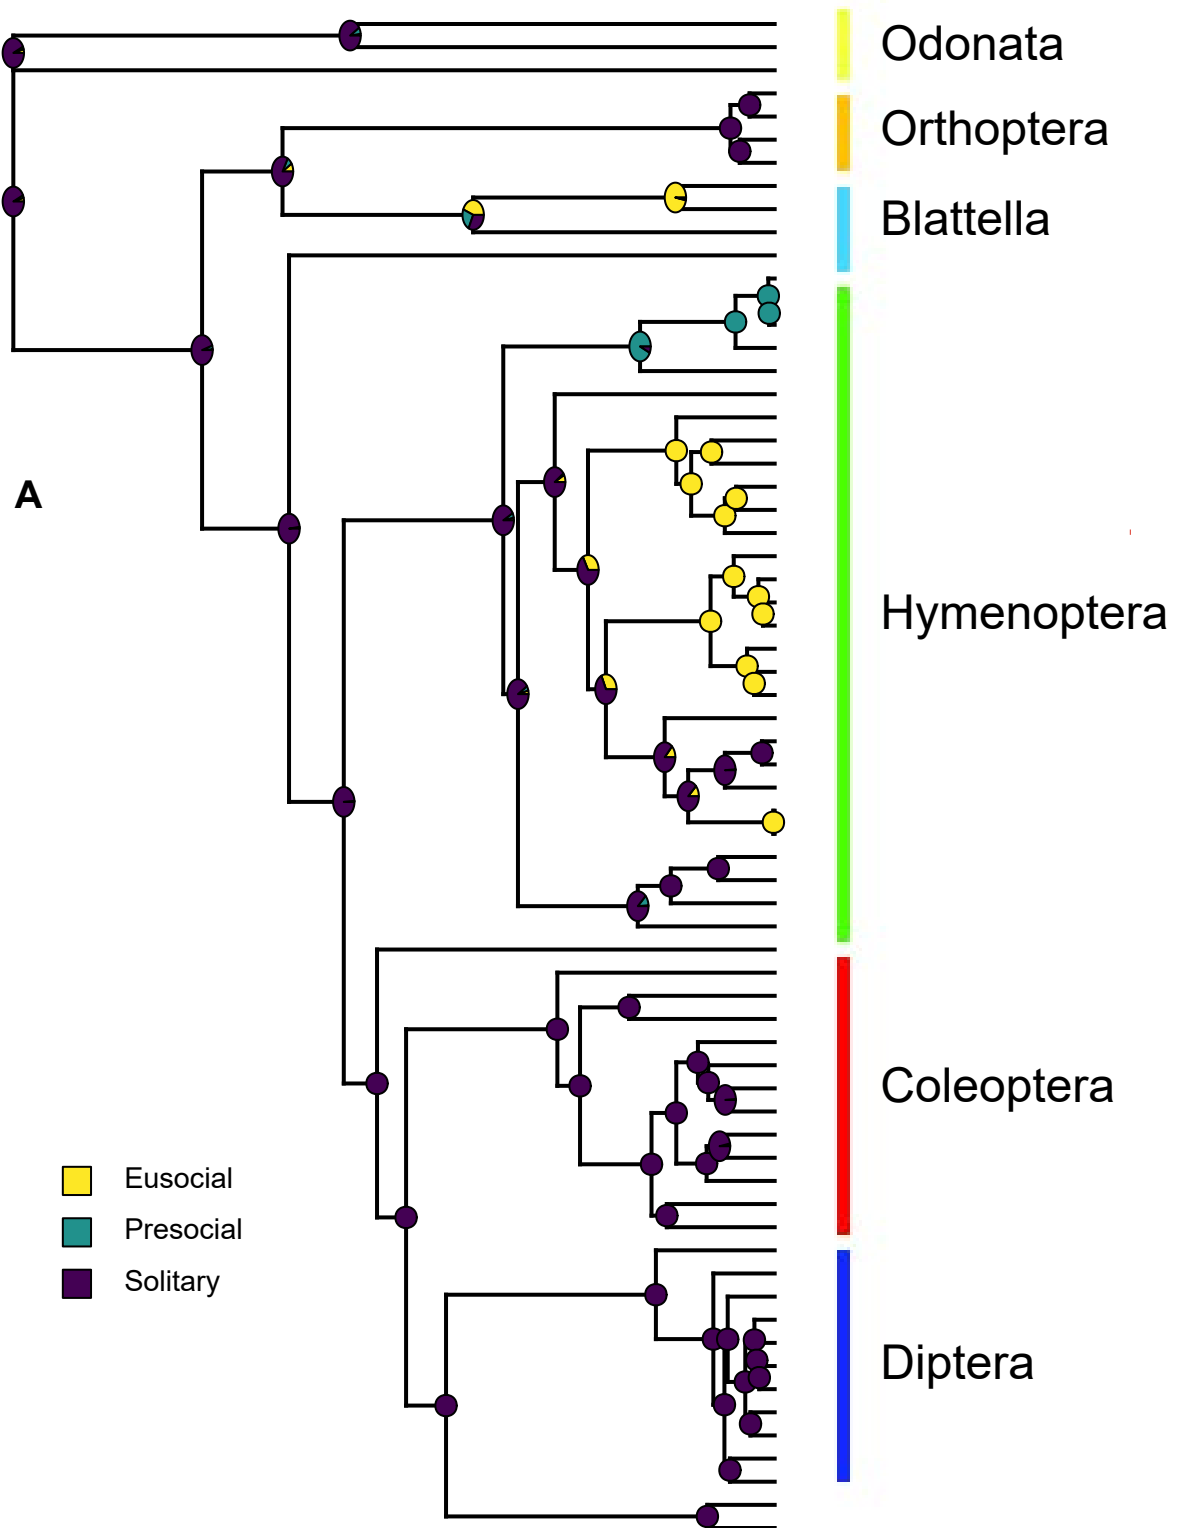 Odonata
Orthoptera
Blattella
A
Hymenoptera
Coleoptera
Eusocial
Presocial
Solitary
Diptera